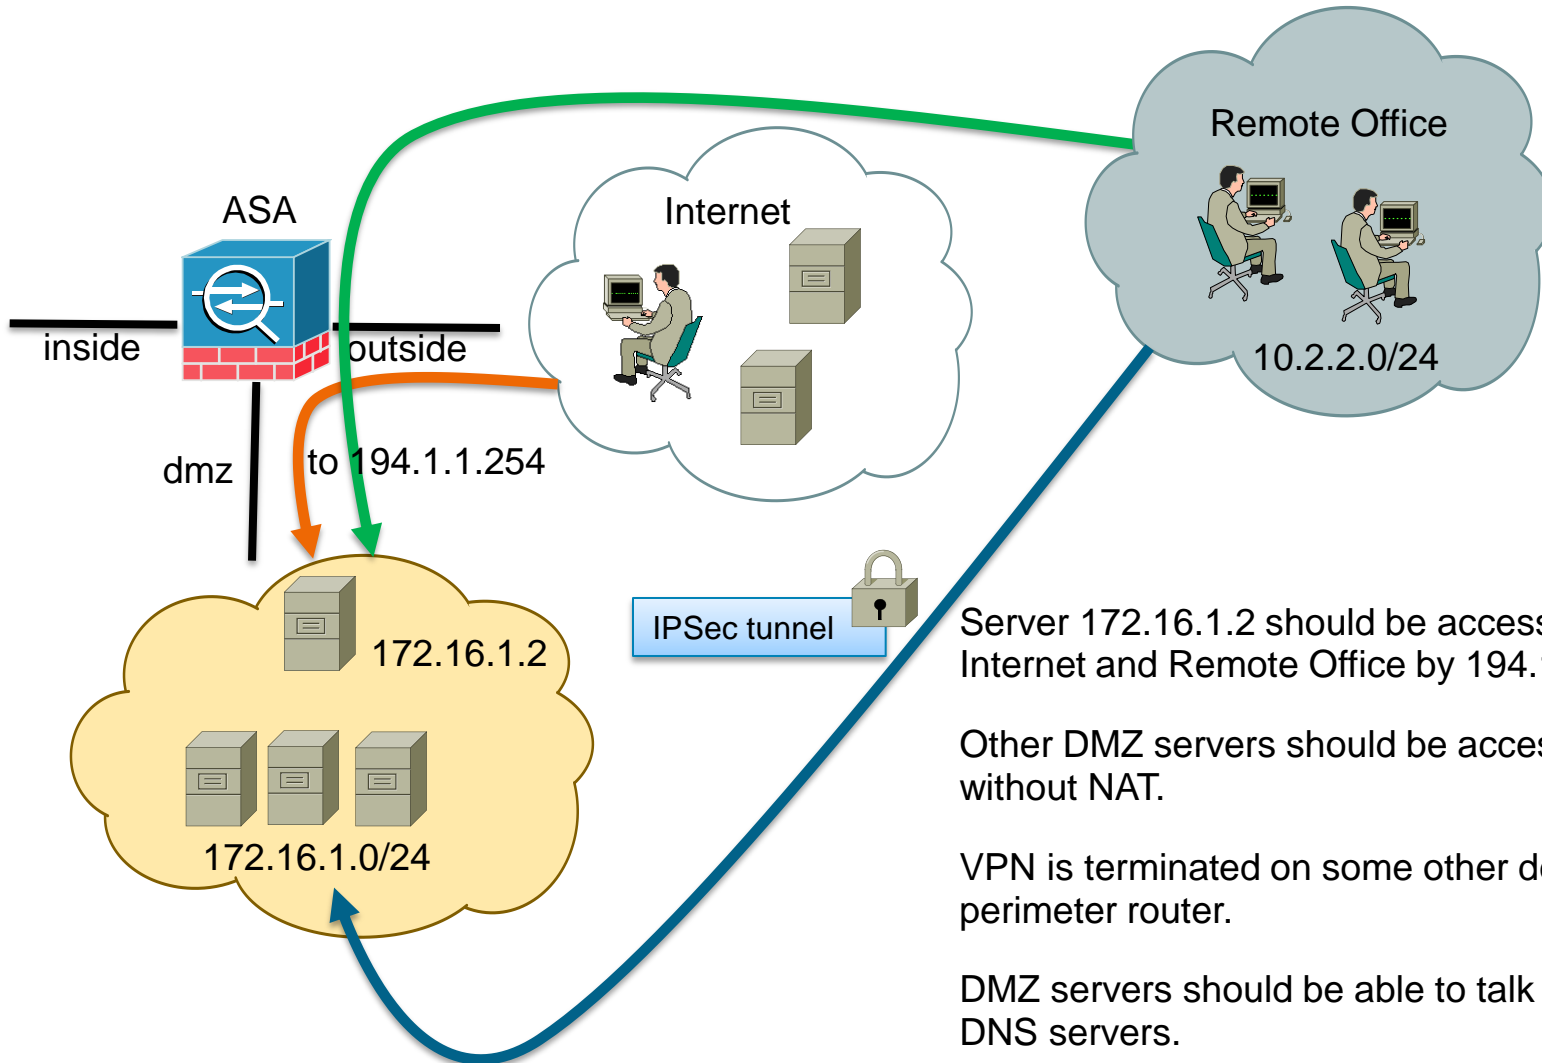 Remote Office
ASA
Internet
inside
outside
10.2.2.0/24
dmz
to 194.1.1.254
IPSec tunnel
172.16.1.2
172.16.1.0/24
Server 172.16.1.2 should be
Internet and Remote Office by
Other DMZ servers should be
without NAT.
VPN is terminated on some other
perimeter router.
DMZ servers should be able to talk
DNS servers.